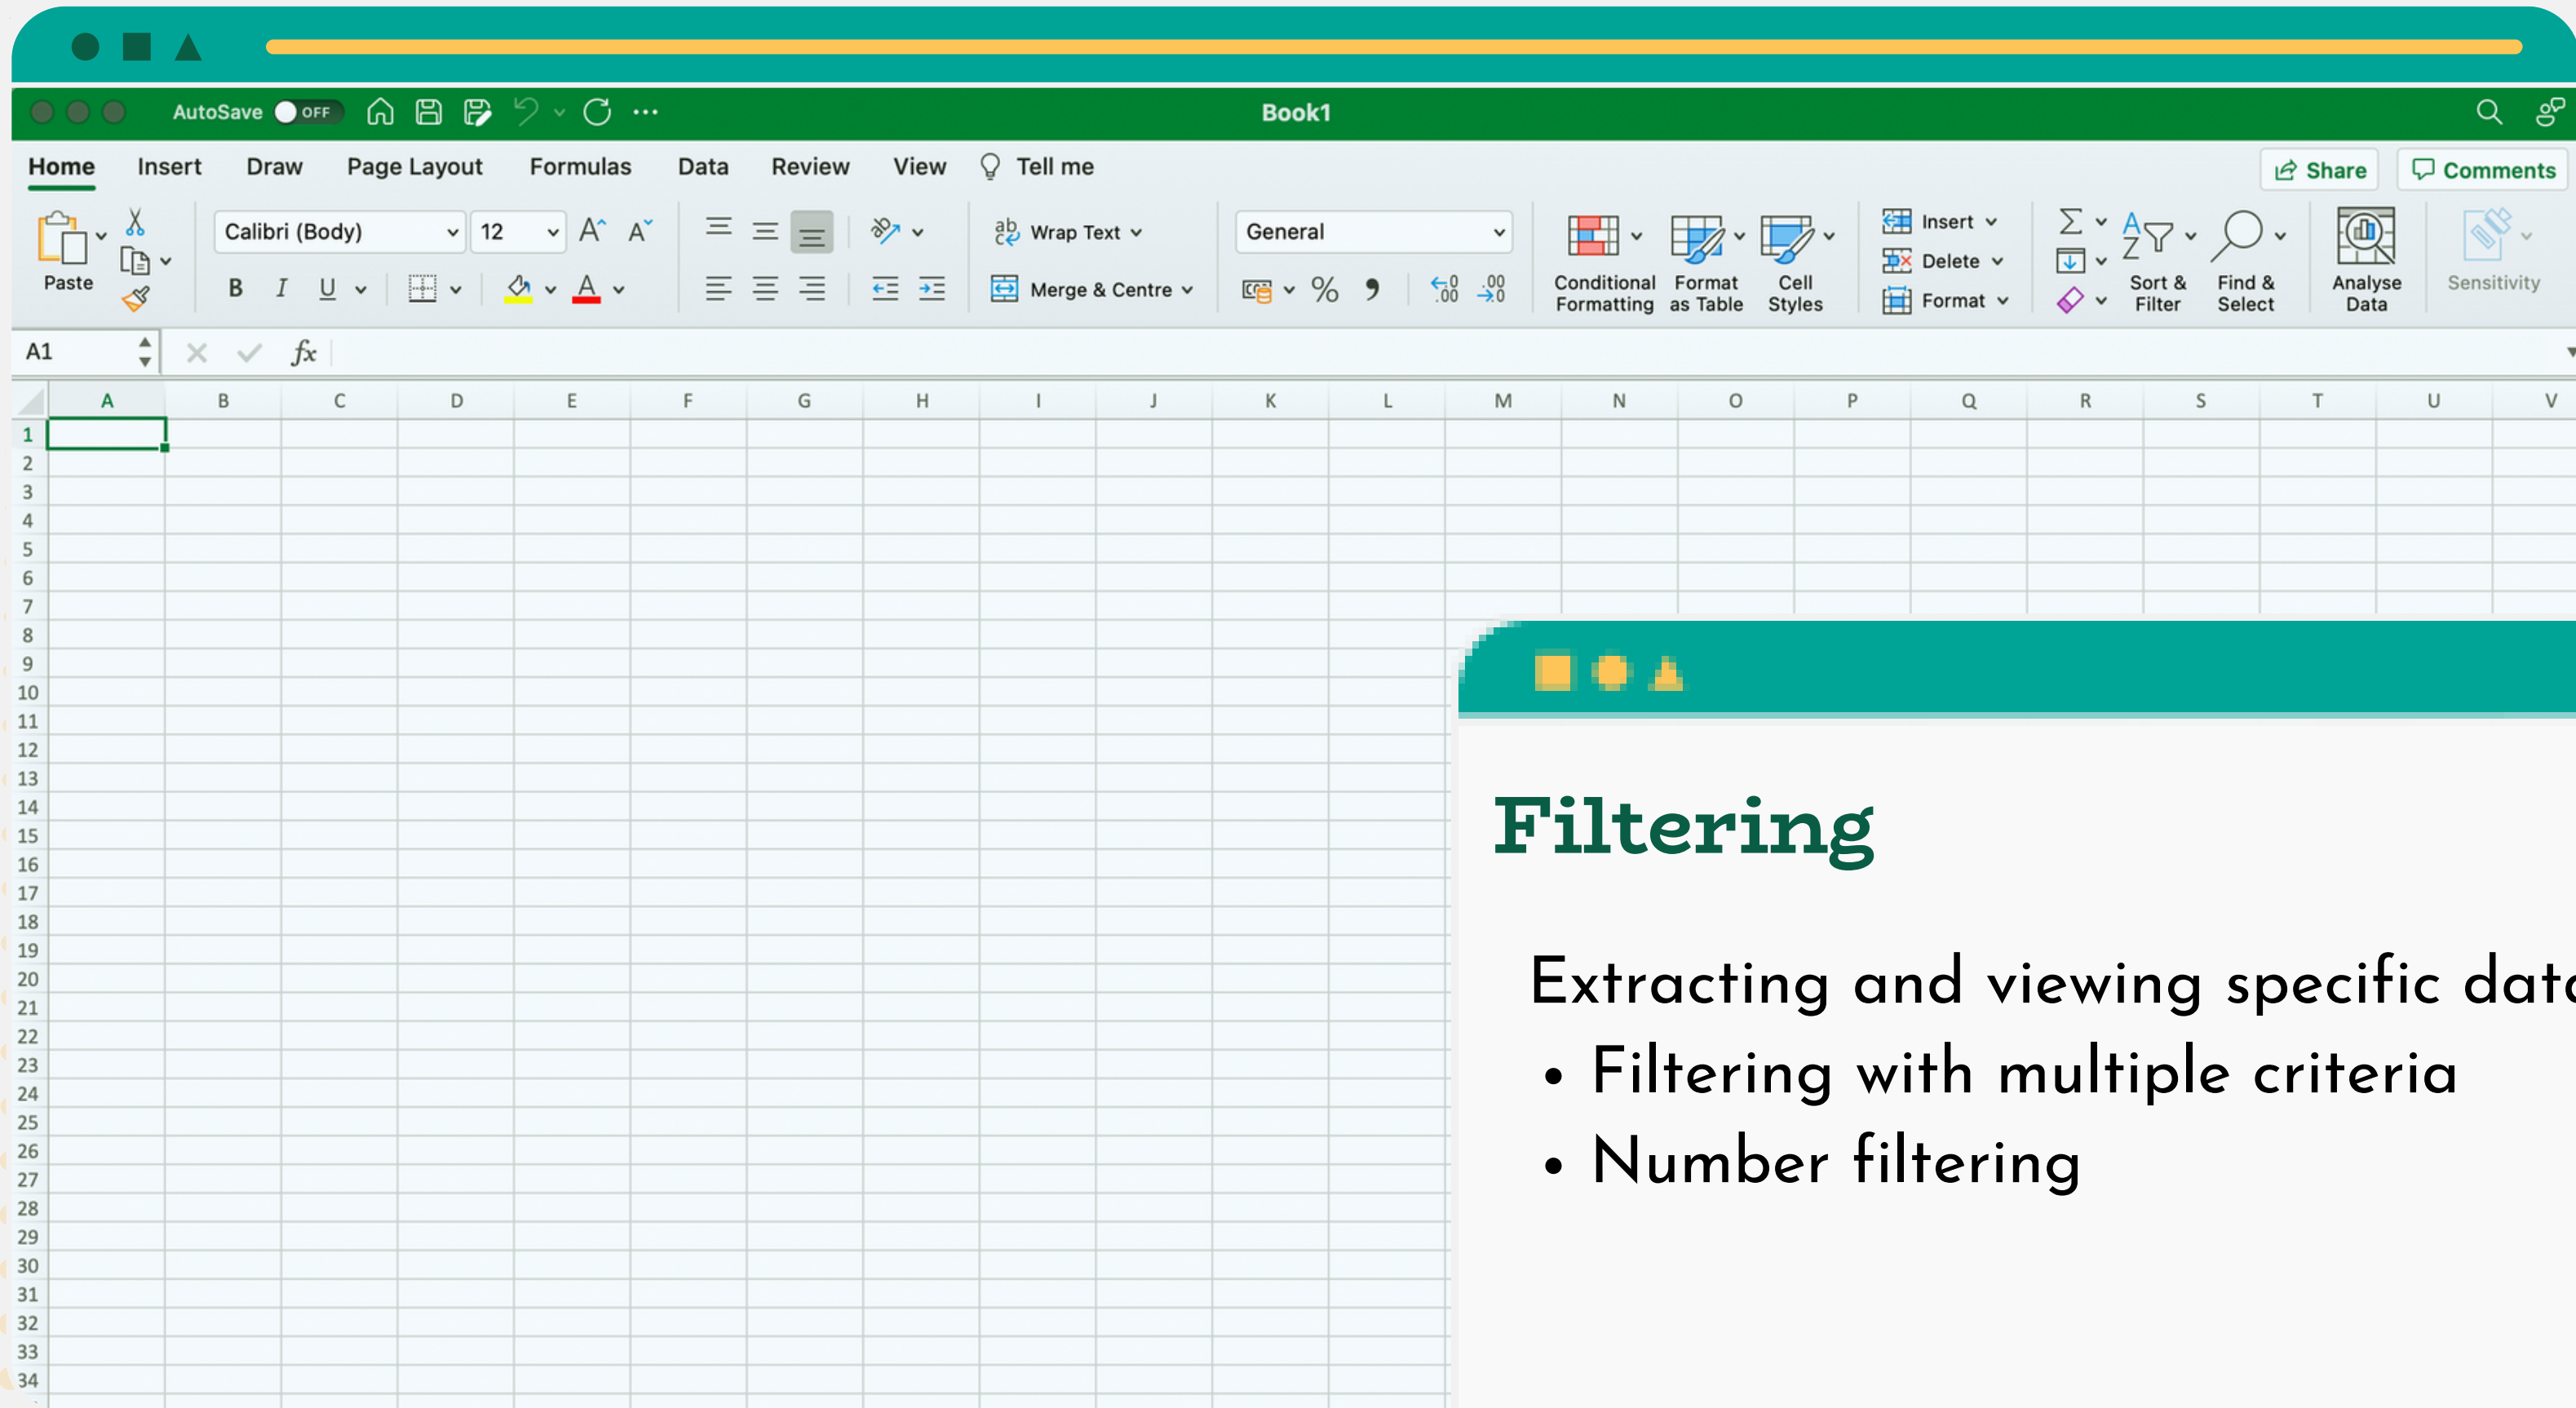 AutoSave OFF Book1
Home Insert Draw Page Layout Formulas Data Review View Tell me Share Comments
Paste
Calibri (Body) 12
B I U
ab Wrap Text
Merge & Centre
General
Conditional Formatting
Format as Table
Cell Styles
Insert
Delete
Format
Sort & Filter
Find & Select
Analyse Data
Sensitivity
A1 fx
A B C D E F G H I J K L M N O P Q R S T U V
1
2
3
4
5
6
7
8
9
10
11
12
13
14
15
16
17
18
19
20
21
22
23
24
25
26
27
28
29
30
31
32
33
34
Filtering
Extracting and viewing specific data
• Filtering with multiple criteria
• Number filtering